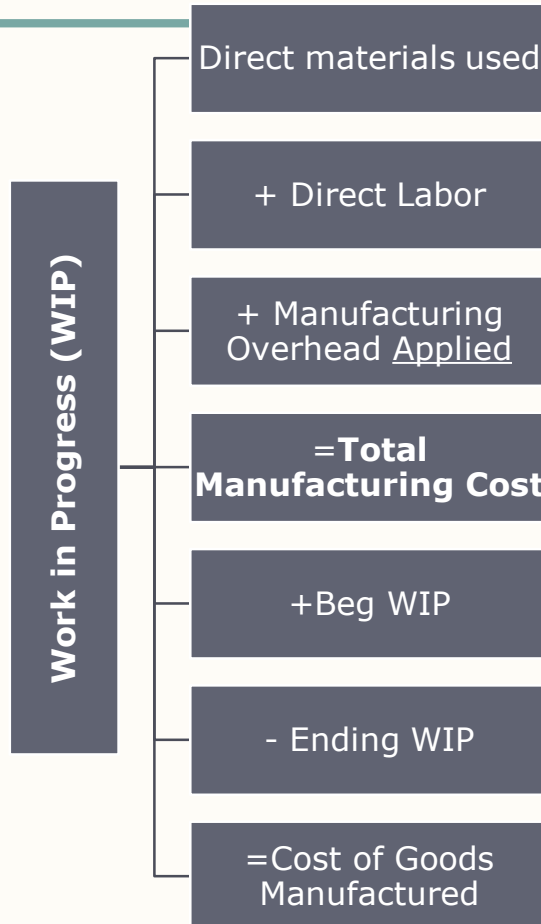 Direct materials used
+ Direct Labor
+ Manufacturing
Overhead Applied
=Total
Manufacturing Cost
+Beg WIP
- Ending WIP
=Cost of Goods
Manufactured
Work in Progress (WIP)